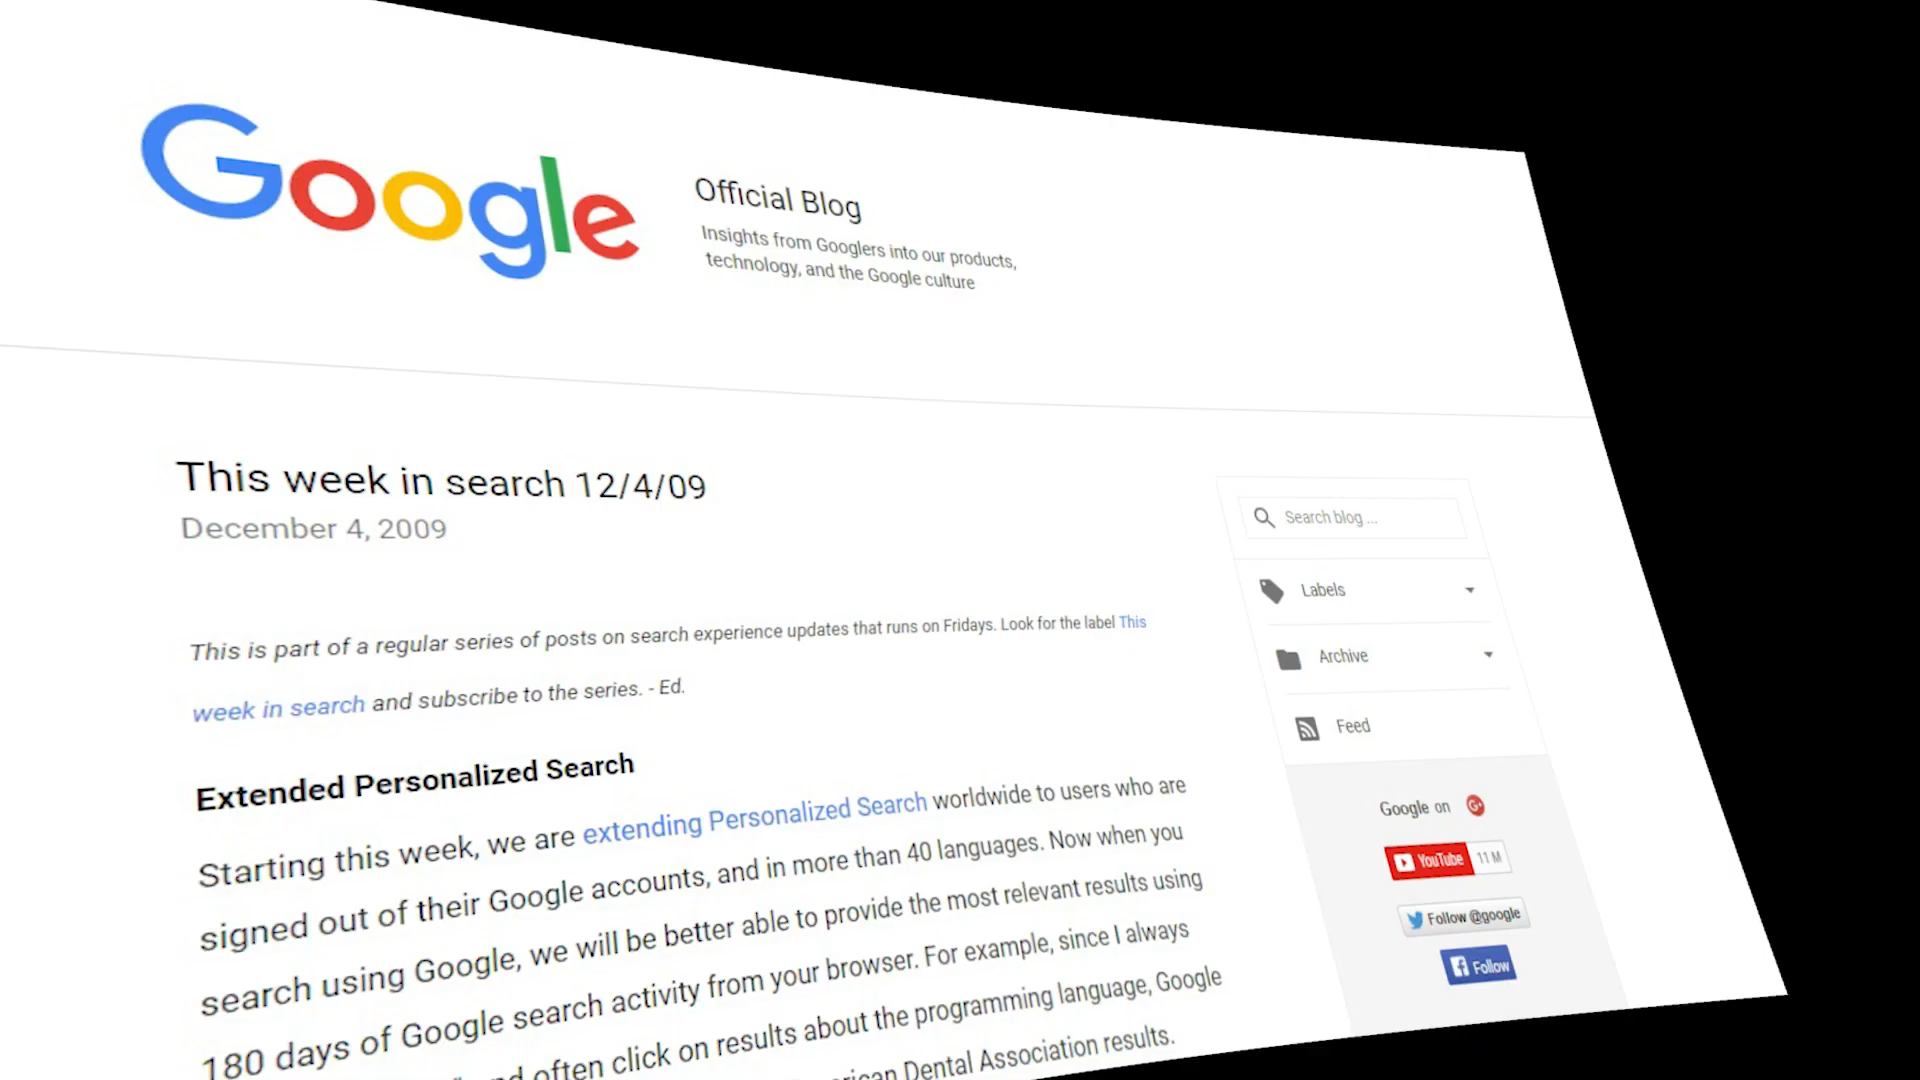 Google
Official Blog
Insights from Googlers into our products,
technology, and the Google culture
This week in search 12/4/09
December 4, 2009
This is part of a regular series of posts on search experience updates that runs on Fridays. Look for the label This
week in search and subscribe to the series. - Ed.
Extended Personalized Search
Starting this week, we are extending Personalized Search worldwide to users who are
signed out of their Google accounts, and in more than 40 languages. Now when you
search using Google, we will be better able to provide the most relevant results using
180 days of Google search activity from your browser. For example, since I always
often click on results about the programming language, Google
Dental Association results.
Search blog ...
Labels
Archive
Feed
Google on G+
YouTube 11 M
Follow @google
Follow